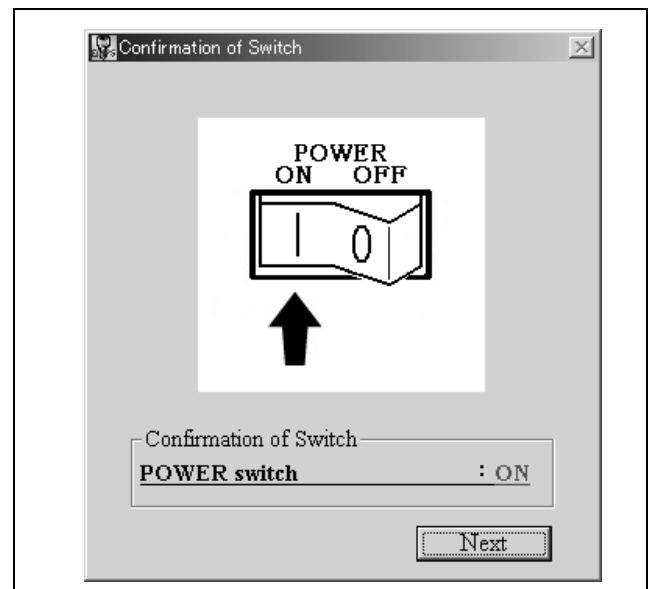 Confirmation of Switch
POWER
ON OFF
| 0
Confirmation of Switch
POWER switch : ON
Next